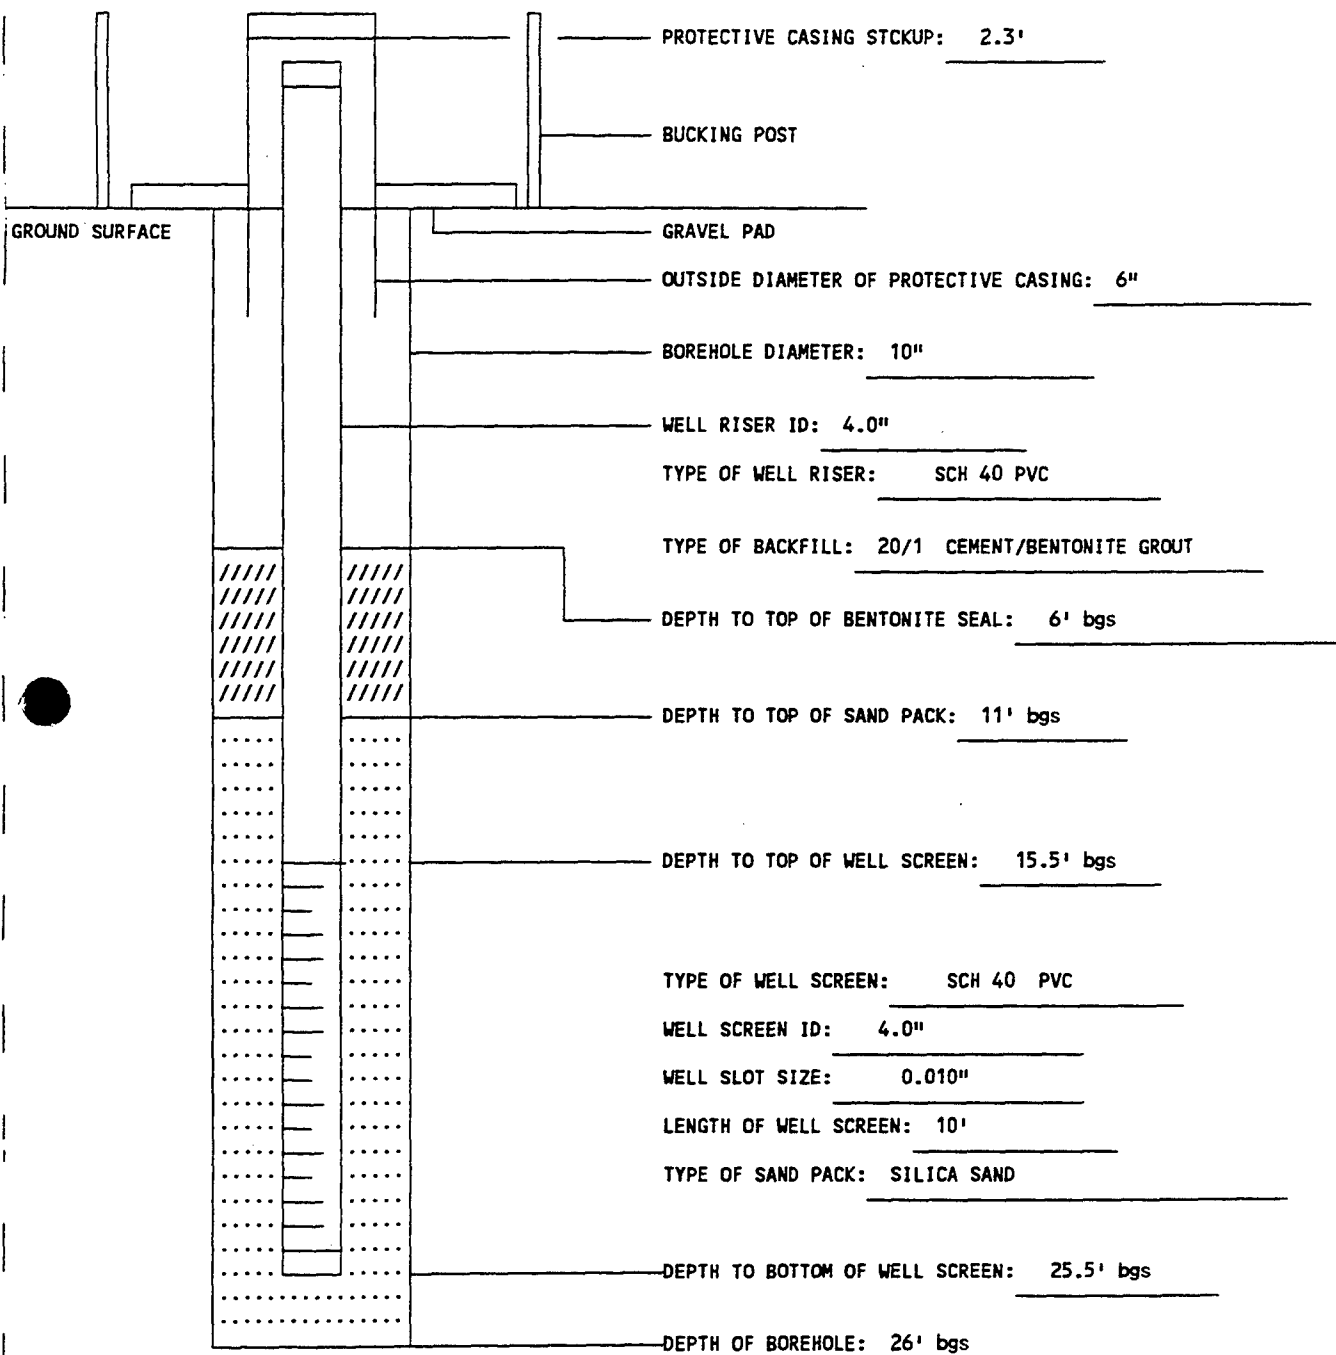 PROTECTIVE CASING STCKUP: 2.3'
BUCKING POST
GROUND SURFACE
GRAVEL PAD
OUTSIDE DIAMETER OF PROTECTIVE CASING: 6"
BOREHOLE DIAMETER: 10"
WELL RISER ID: 4.0"
TYPE OF WELL RISER: SCH 40 PVC
TYPE OF BACKFILL: 20/1 CEMENT/BENTONITE GROUT
DEPTH TO TOP OF BENTONITE SEAL: 6' bgs
DEPTH TO TOP OF SAND PACK: 11' bgs
DEPTH TO TOP OF WELL SCREEN: 15.5' bgs
TYPE OF WELL SCREEN: SCH 40 PVC
WELL SCREEN ID: 4.0"
WELL SLOT SIZE: 0.010"
LENGTH OF WELL SCREEN: 10'
TYPE OF SAND PACK: SILICA SAND
DEPTH TO BOTTOM OF WELL SCREEN: 25.5' bgs
DEPTH OF BOREHOLE: 26' bgs